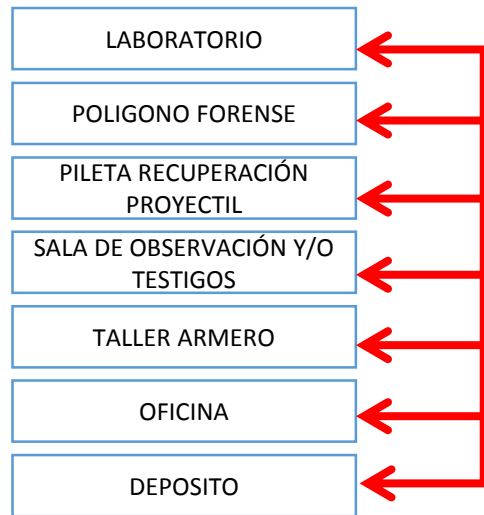 LABORATORIO
POLIGONO FORENSE
PILETA RECUPERACIÓN
PROYECTIL
SALA DE OBSERVACIÓN Y/O
TESTIGOS
TALLER ARMERO
OFICINA
DEPOSITO